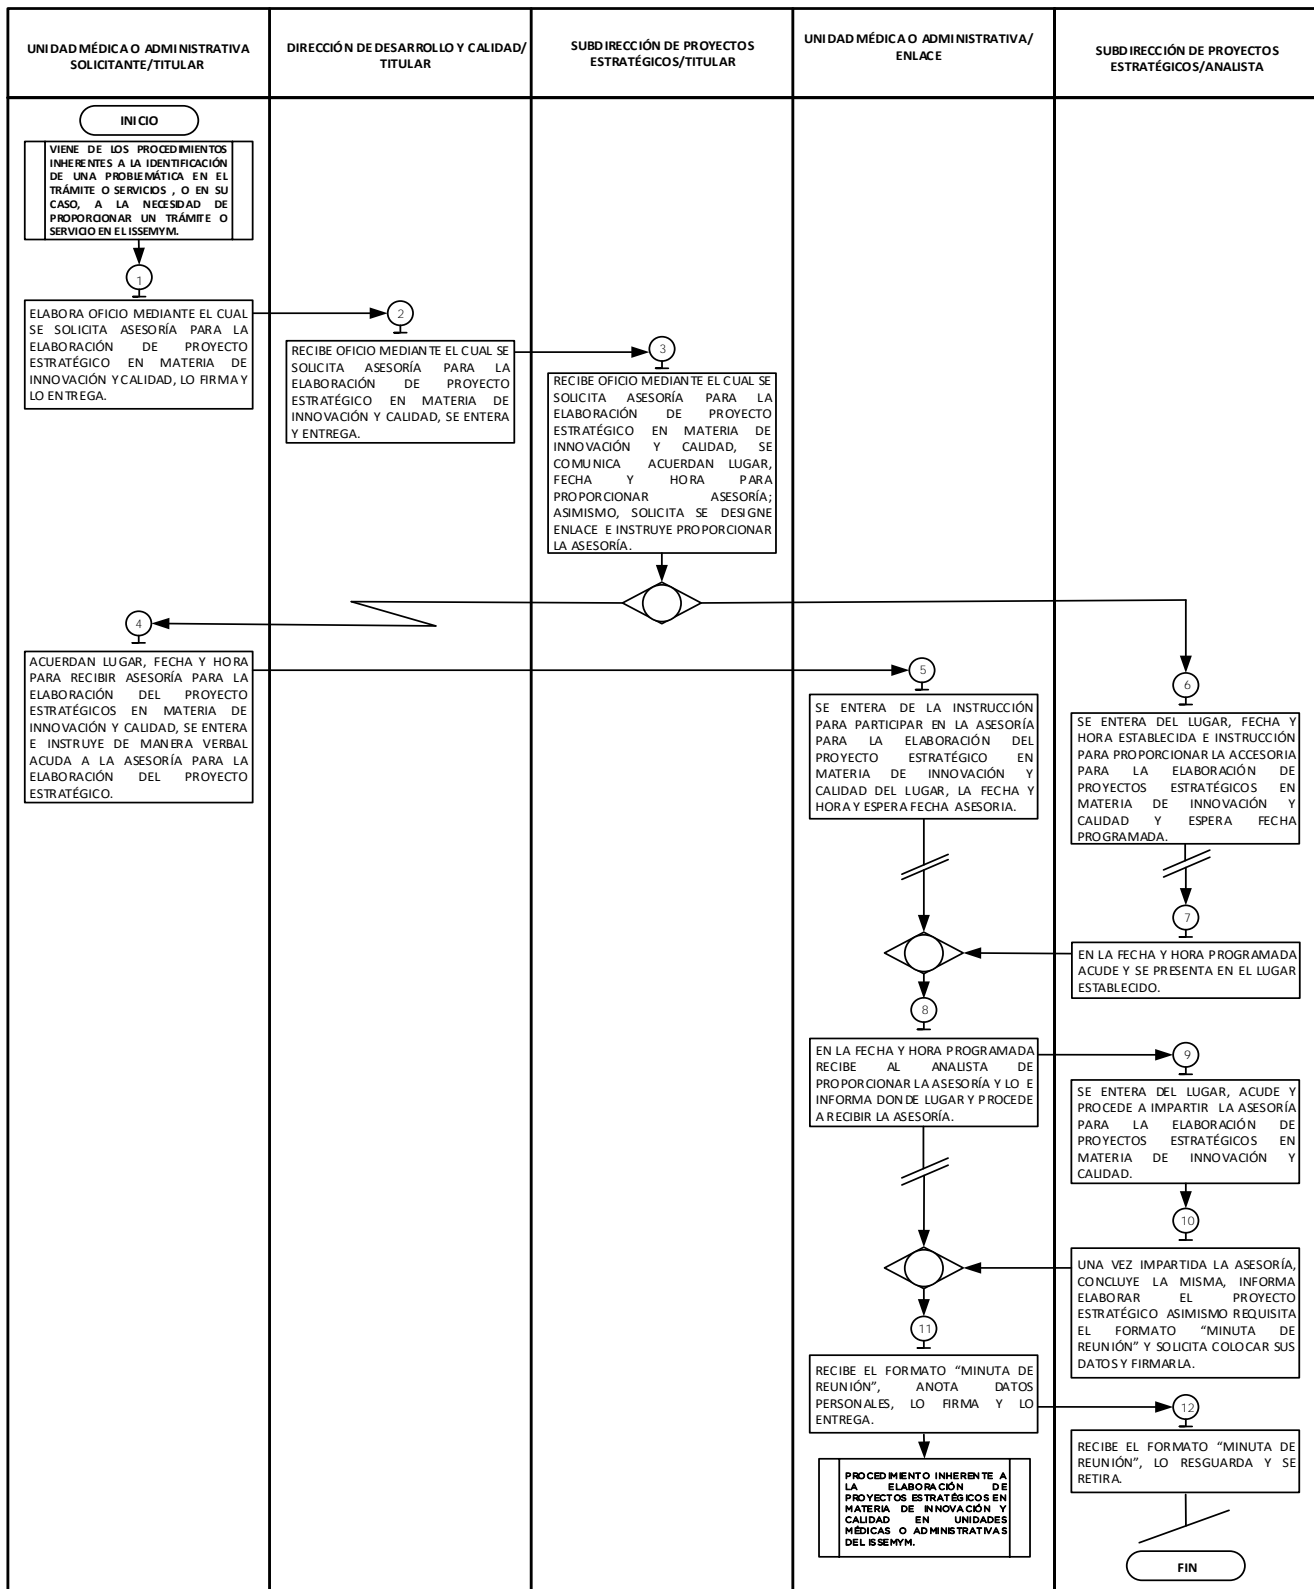 UNIDAD MÉDICA O ADMINISTRATIVA
SOLICITANTE/TITULAR
DIRECCIÓN DE DESARROLLO Y CALIDAD/
TITULAR
SUBDIRECCIÓN DE PROYECTOS
ESTRATÉGICOS/TITULAR
UNIDAD MÉDICA O ADMINISTRATIVA/
ENLACE
SUBDIRECCIÓN DE PROYECTOS
ESTRATÉGICOS/ANALISTA
INICIO
VIENE DE LOS PROCEDIMIENTOS
INHERENTES A LA IDENTIFICACIÓN
DE UNA PROBLEMÁTICA EN EL
TRÁMITE O SERVICIOS , O EN SU
CASO, A LA NECESIDAD DE
PROPORCIONAR UN TRÁMITE O
SERVICIO EN EL ISSEMYM.
1
ELABORA OFICIO MEDIANTE EL CUAL
SE SOLICITA ASESORÍA PARA LA
ELABORACIÓN DE PROYECTO
ESTRATÉGICO EN MATERIA DE
INNOVACIÓN Y CALIDAD, LO FIRMA Y
LO ENTREGA.
2
RECIBE OFICIO MEDIANTE EL CUAL SE
SOLICITA ASESORÍA PARA LA
ELABORACIÓN DE PROYECTO
ESTRATÉGICO EN MATERIA DE
INNOVACIÓN Y CALIDAD, SE ENTERA
Y ENTREGA.
3
RECIBE OFICIO MEDIANTE EL CUAL SE
SOLICITA ASESORÍA PARA LA
ELABORACIÓN DE PROYECTO
ESTRATÉGICO EN MATERIA DE
INNOVACIÓN Y CALIDAD, SE
COMUNICA ACUERDAN LUGAR,
FECHA Y HORA PARA
PROPORCIONAR ASESORÍA;
ASIMISMO, SOLICITA SE DESIGNE
ENLACE E INSTRUYE PROPORCIONAR
LA ASESORÍA.
4
ACUERDAN LUGAR, FECHA Y HORA
PARA RECIBIR ASESORÍA PARA LA
ELABORACIÓN DEL PROYECTO
ESTRATÉGICOS EN MATERIA DE
INNOVACIÓN Y CALIDAD, SE ENTERA
E INSTRUYE DE MANERA VERBAL
ACUDA A LA ASESORÍA PARA LA
ELABORACIÓN DEL PROYECTO
ESTRATÉGICO.
5
SE ENTERA DE LA INSTRUCCIÓN
PARA PARTICIPAR EN LA ASESORÍA
PARA LA ELABORACIÓN DEL
PROYECTO ESTRATÉGICO EN
MATERIA DE INNOVACIÓN Y
CALIDAD DEL LUGAR, LA FECHA Y
HORA Y ESPERA FECHA ASESORIA.
6
SE ENTERA DEL LUGAR, FECHA Y
HORA ESTABLECIDA E INSTRUCCIÓN
PARA PROPORCIONAR LA ACCESORIA
PARA LA ELABORACIÓN DE
PROYECTOS ESTRATÉGICOS EN
MATERIA DE INNOVACIÓN Y
CALIDAD Y ESPERA FECHA
PROGRAMADA.
7
EN LA FECHA Y HORA PROGRAMADA
ACUDE Y SE PRESENTA EN EL LUGAR
ESTABLECIDO.
8
EN LA FECHA Y HORA PROGRAMADA
RECIBE AL ANALISTA DE
PROPORCIONAR LA ASESORÍA Y LO E
INFORMA DONDE LUGAR Y PROCEDE
A RECIBIR LA ASESORÍA.
9
SE ENTERA DEL LUGAR, ACUDE Y
PROCEDE A IMPARTIR LA ASESORÍA
PARA LA ELABORACIÓN DE
PROYECTOS ESTRATÉGICOS EN
MATERIA DE INNOVACIÓN Y
CALIDAD.
10
UNA VEZ IMPARTIDA LA ASESORÍA,
CONCLUYE LA MISMA, INFORMA
ELABORAR EL PROYECTO
ESTRATÉGICO ASIMISMO REQUISITA
EL FORMATO “MINUTA DE
REUNIÓN” Y SOLICITA COLOCAR SUS
DATOS Y FIRMARLA.
11
RECIBE EL FORMATO “MINUTA DE
REUNIÓN”, ANOTA DATOS
PERSONALES, LO FIRMA Y LO
ENTREGA.
12
RECIBE EL FORMATO “MINUTA DE
REUNIÓN”, LO RESGUARDA Y SE
RETIRA.
PROCEDIMIENTO INHERENTE A
LA ELABORACIÓN DE
PROYECTOS ESTRATÉGICOS EN
MATERIA DE INNOVACIÓN Y
CALIDAD EN UNIDADES
MÉDICAS O ADMINISTRATIVAS
DEL ISSEMYM.
FIN